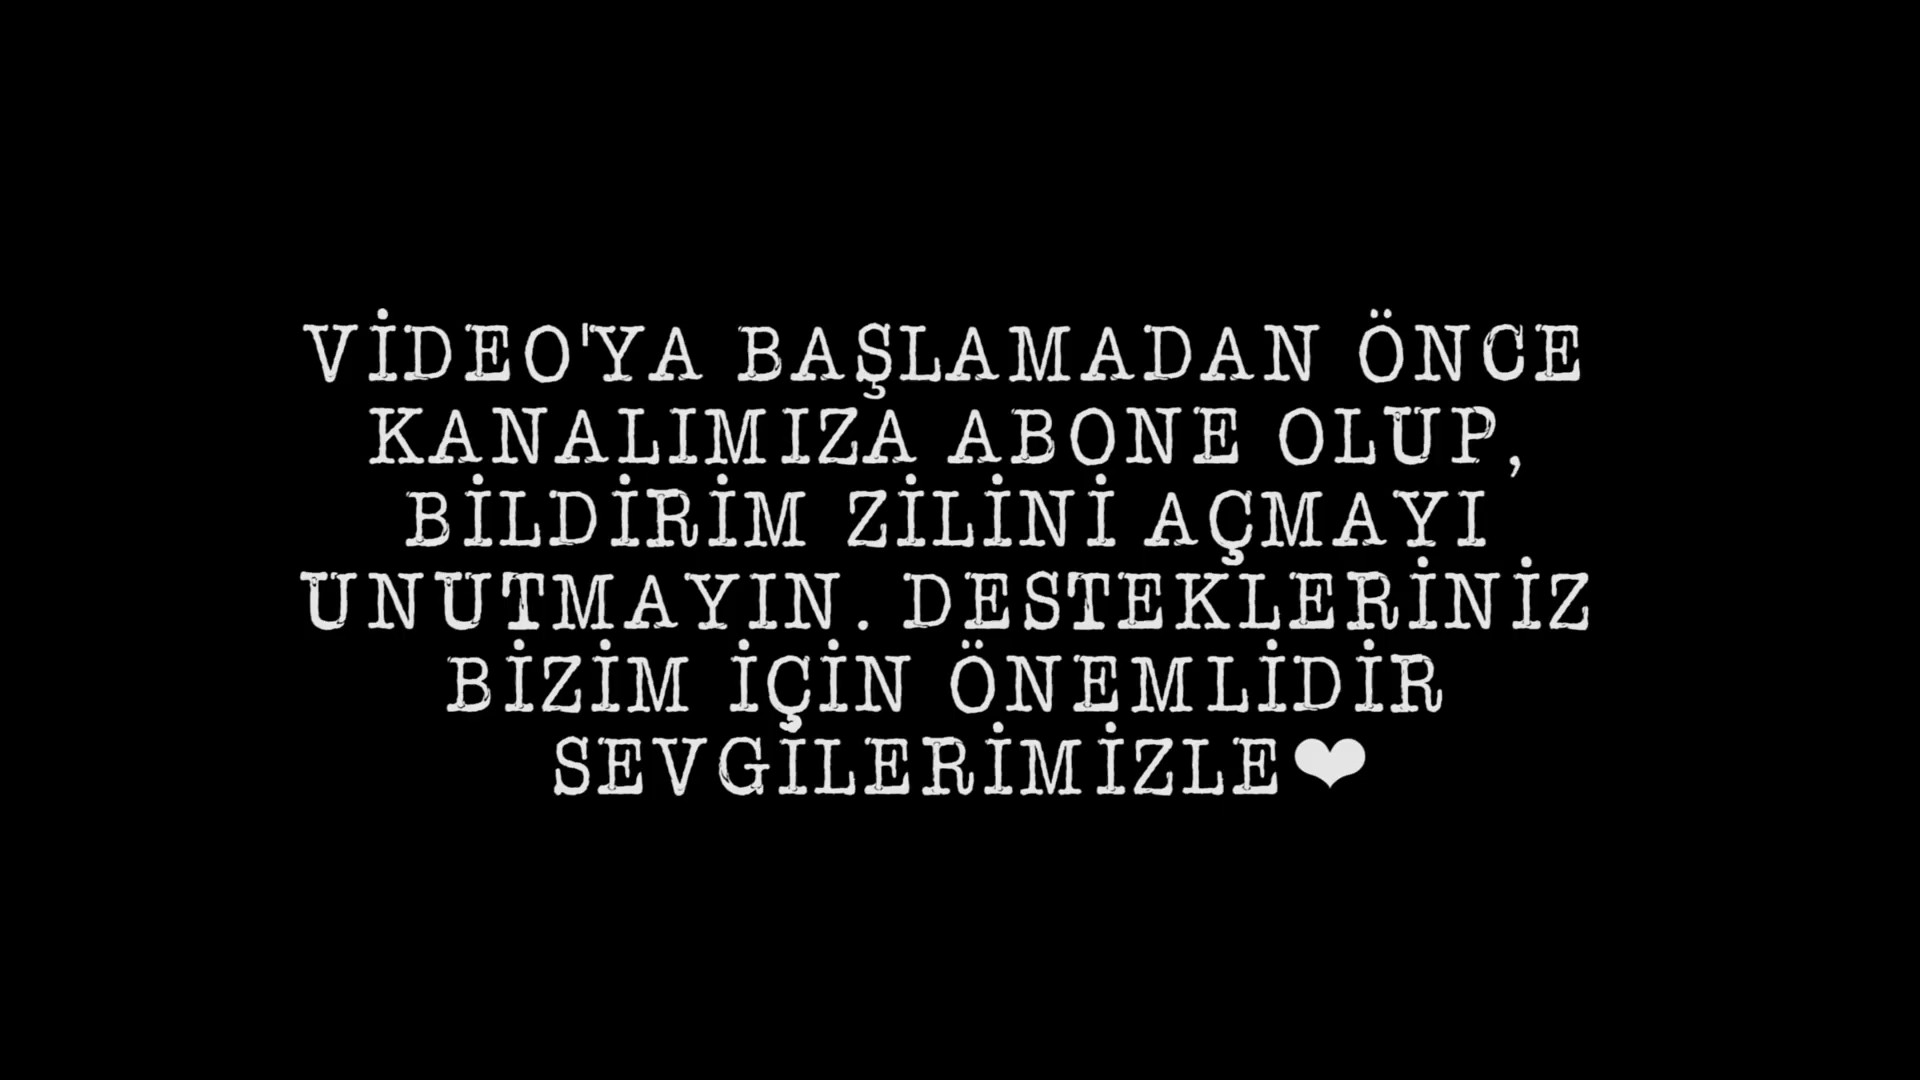 VİDEO'YA BAŞLAMADAN ÖNCE
KANALIMIZA ABONE OLUP,
BİLDİRİM ZİLİNİ AÇMAYI
UNUTMAYIN. DESTEKLERİNİZ
BİZİM İÇİN ÖNEMLİDİR
SEVGİLERİMİZLE❤